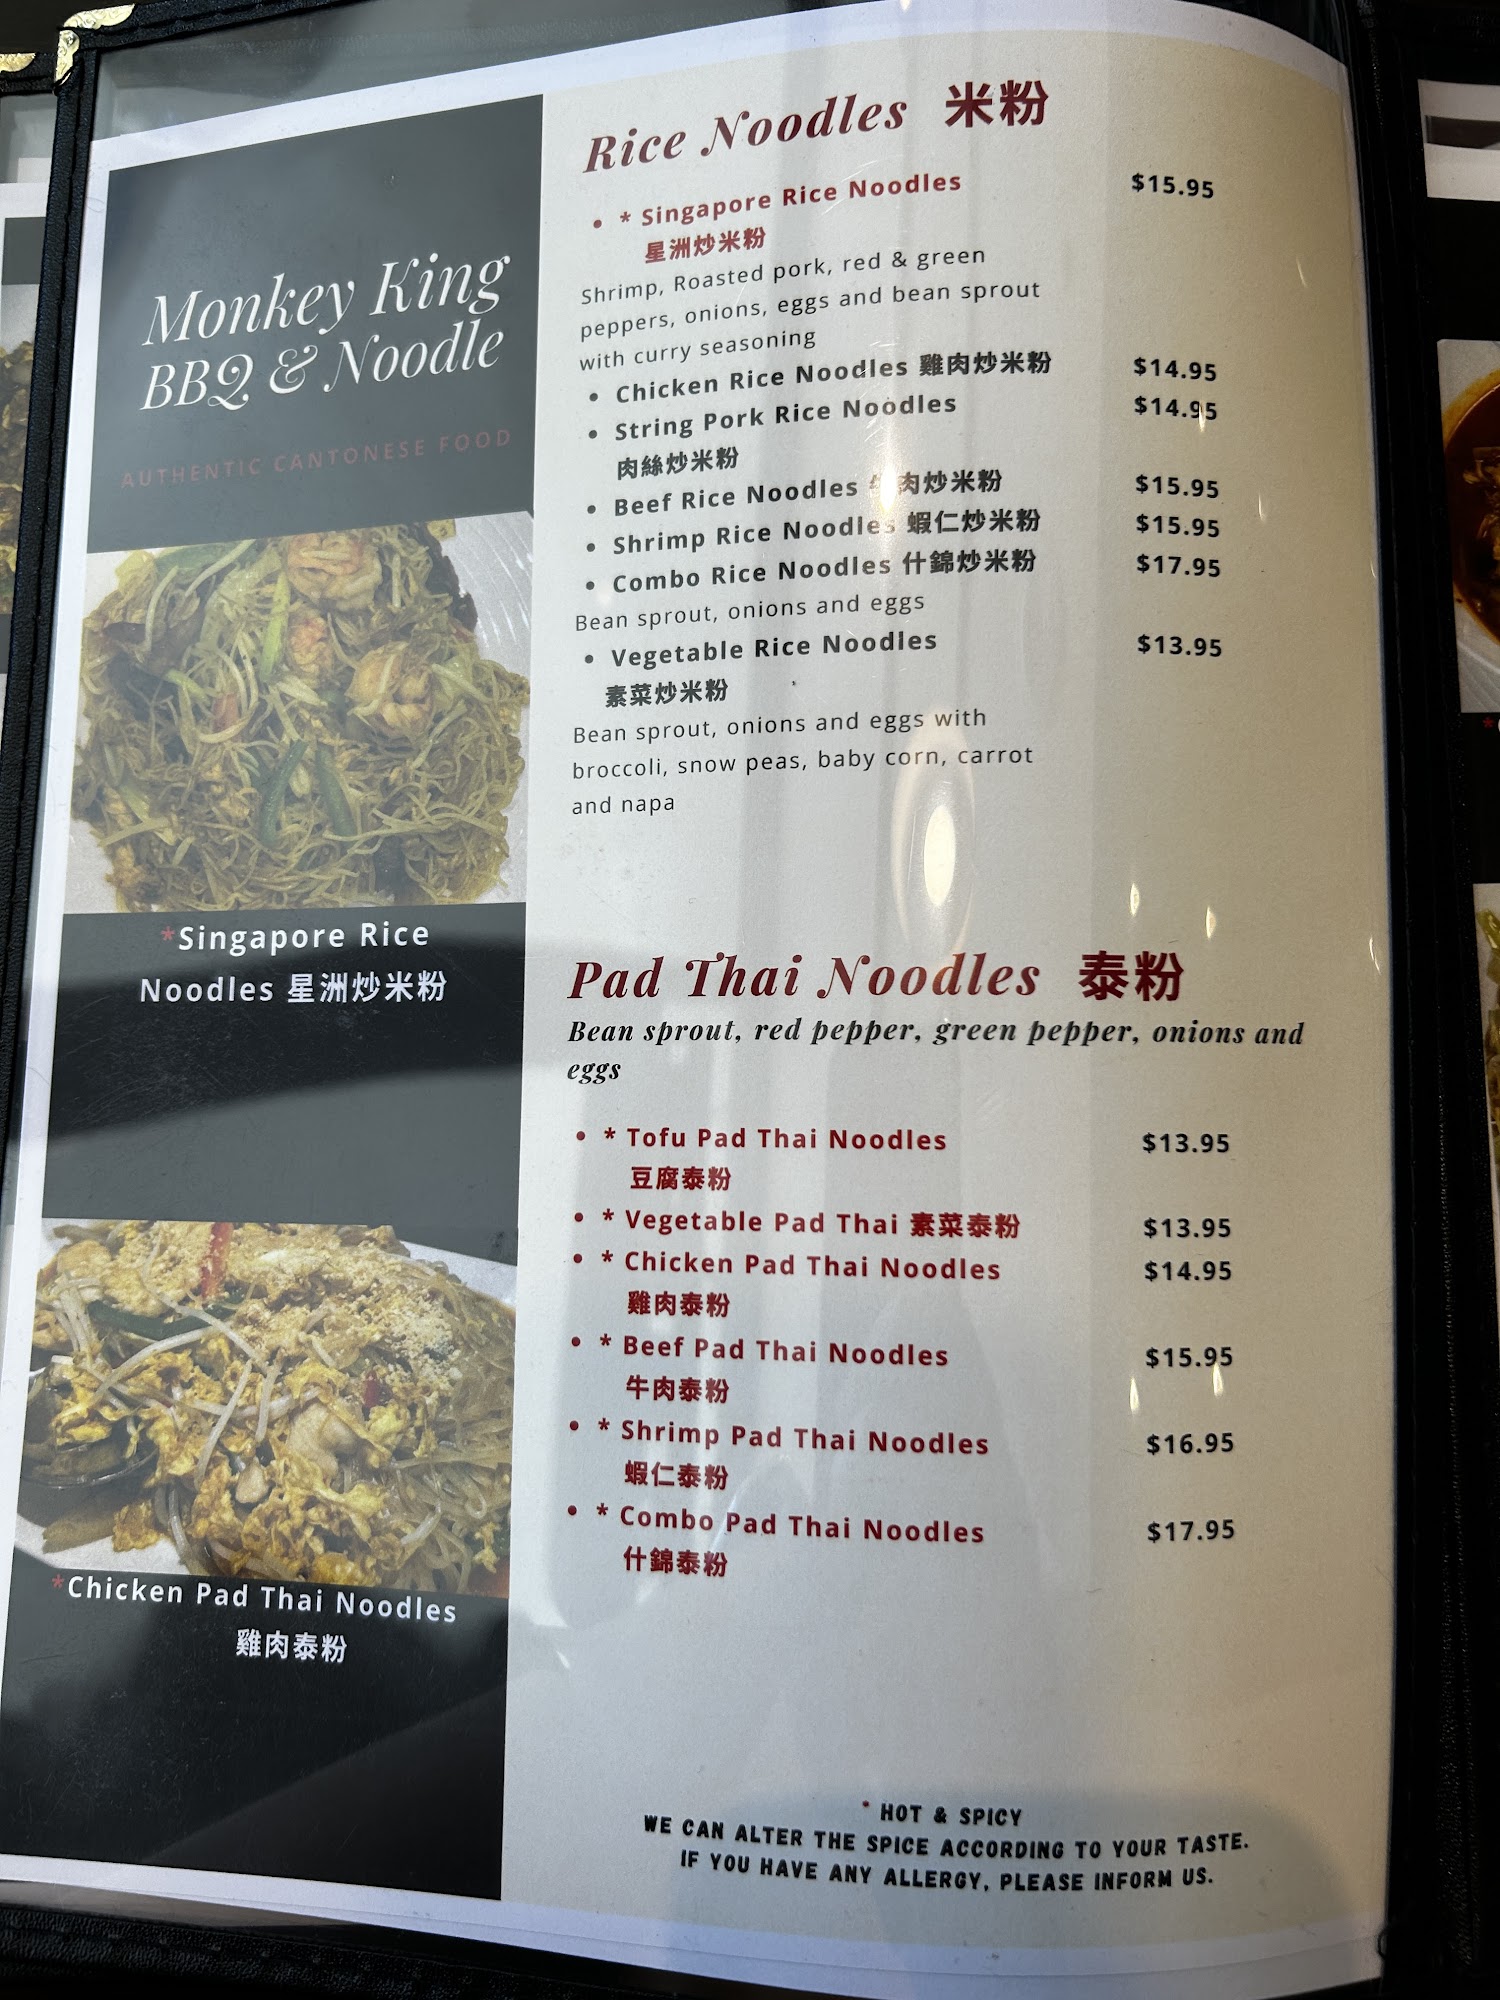 Monkey King
BBQ & Noodle
AUTHENTIC CANTONESE FOOD
*Singapore Rice
Noodles 星洲炒米粉
*Chicken Pad Thai Noodles
雞肉泰粉
Rice Noodles 米粉
• * Singapore Rice Noodles $15.95
星洲炒米粉
Shrimp, Roasted pork, red & green
peppers, onions, eggs and bean sprout
with curry seasoning
• Chicken Rice Noodles 雞肉炒米粉 $14.95
• String Pork Rice Noodles $14.95
肉絲炒米粉
• Beef Rice Noodles 牛肉炒米粉 $15.95
• Shrimp Rice Noodles 蝦仁炒米粉 $15.95
• Combo Rice Noodles 什錦炒米粉 $17.95
Bean sprout, onions and eggs
• Vegetable Rice Noodles $13.95
素菜炒米粉
Bean sprout, onions and eggs with
broccoli, snow peas, baby corn, carrot
and napa
Pad Thai Noodles 泰粉
Bean sprout, red pepper, green pepper, onions and
eggs
• * Tofu Pad Thai Noodles $13.95
豆腐泰粉
• * Vegetable Pad Thai 素菜泰粉 $13.95
• * Chicken Pad Thai Noodles $14.95
雞肉泰粉
• * Beef Pad Thai Noodles $15.95
牛肉泰粉
• * Shrimp Pad Thai Noodles $16.95
蝦仁泰粉
• * Combo Pad Thai Noodles $17.95
什錦泰粉
* HOT & SPICY
WE CAN ALTER THE SPICE ACCORDING TO YOUR TASTE.
IF YOU HAVE ANY ALLERGY, PLEASE INFORM US.